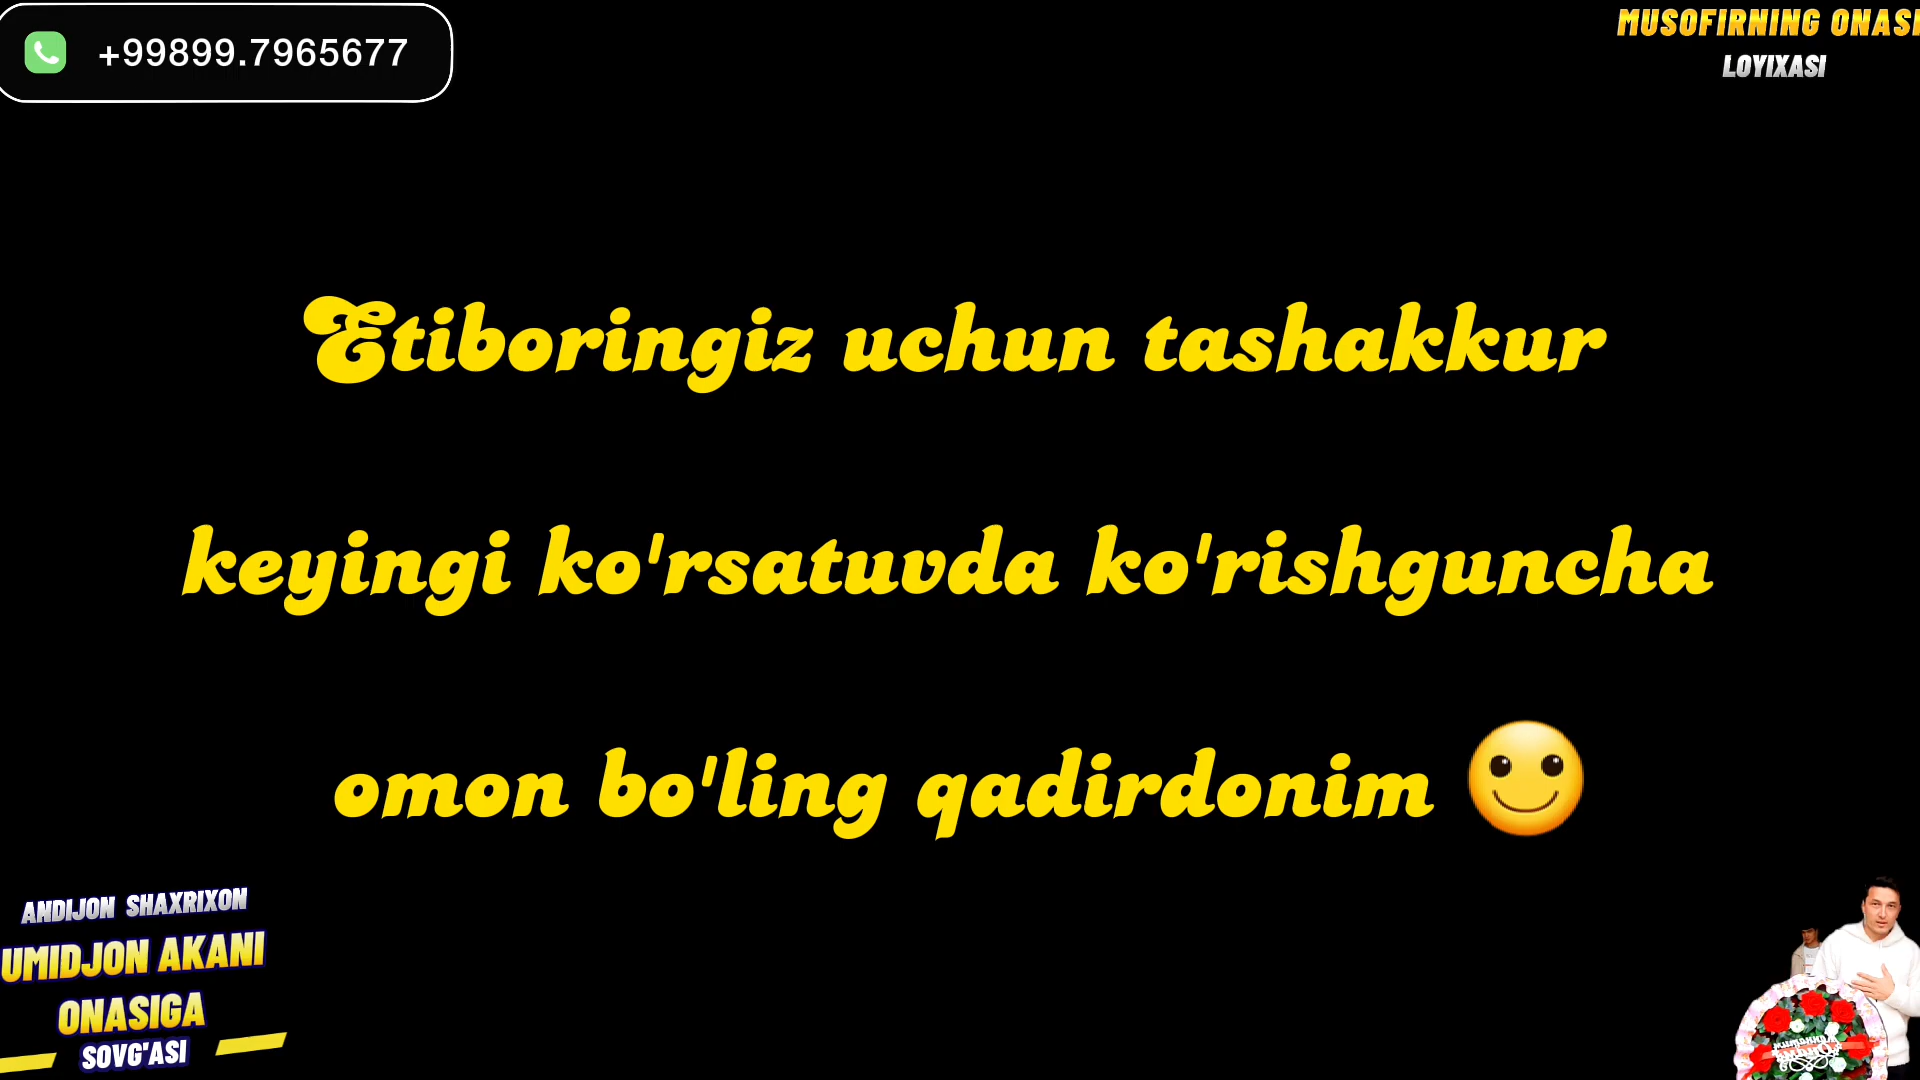 +99899.7965677
MUSOFIRNING ONASI
LOYIXASI
Etiboringiz uchun tashakkur
keyingi ko'rsatuvda ko'rishguncha
omon bo'ling qadirdonim 🙂
ANDIJON SHAXRIXON
UMIDJON AKANI
ONASIGA
SOVG'ASI